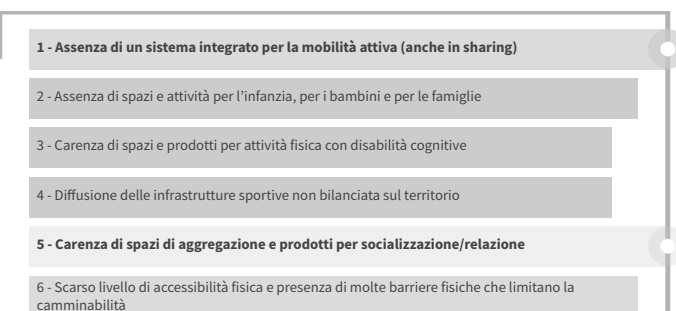 1 - Assenza di un sistema integrato per la mobilità attiva (anche in sharing)
2 - Assenza di spazi e attività per l’infanzia, per i bambini e per le famiglie
3 - Carenza di spazi e prodotti per attività fisica con disabilità cognitive
4 - Diffusione delle infrastrutture sportive non bilanciata sul territorio
5 - Carenza di spazi di aggregazione e prodotti per socializzazione/relazione
6 - Scarso livello di accessibilità fisica e presenza di molte barriere fisiche che limitano la
camminabilità